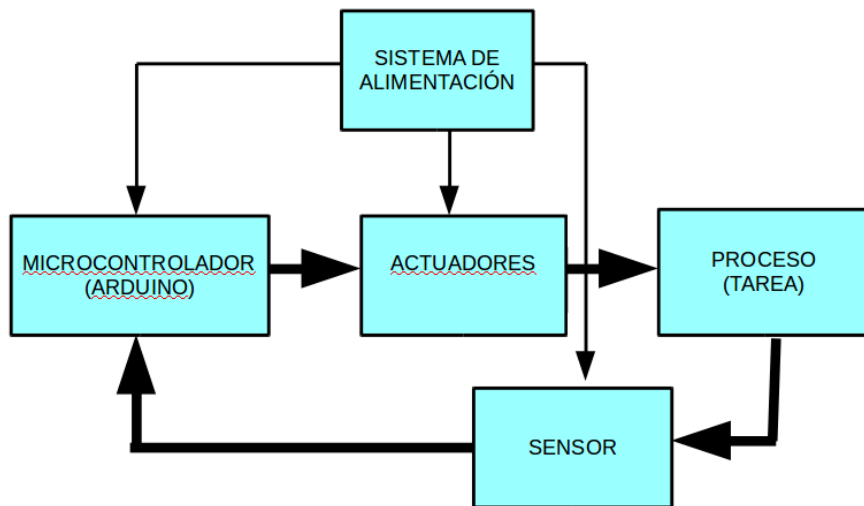 SISTEMA DE
ALIMENTACIÓN
MICROCONTROLADOR
(ARDUINO)
ACTUADORES
PROCESO
(TAREA)
SENSOR